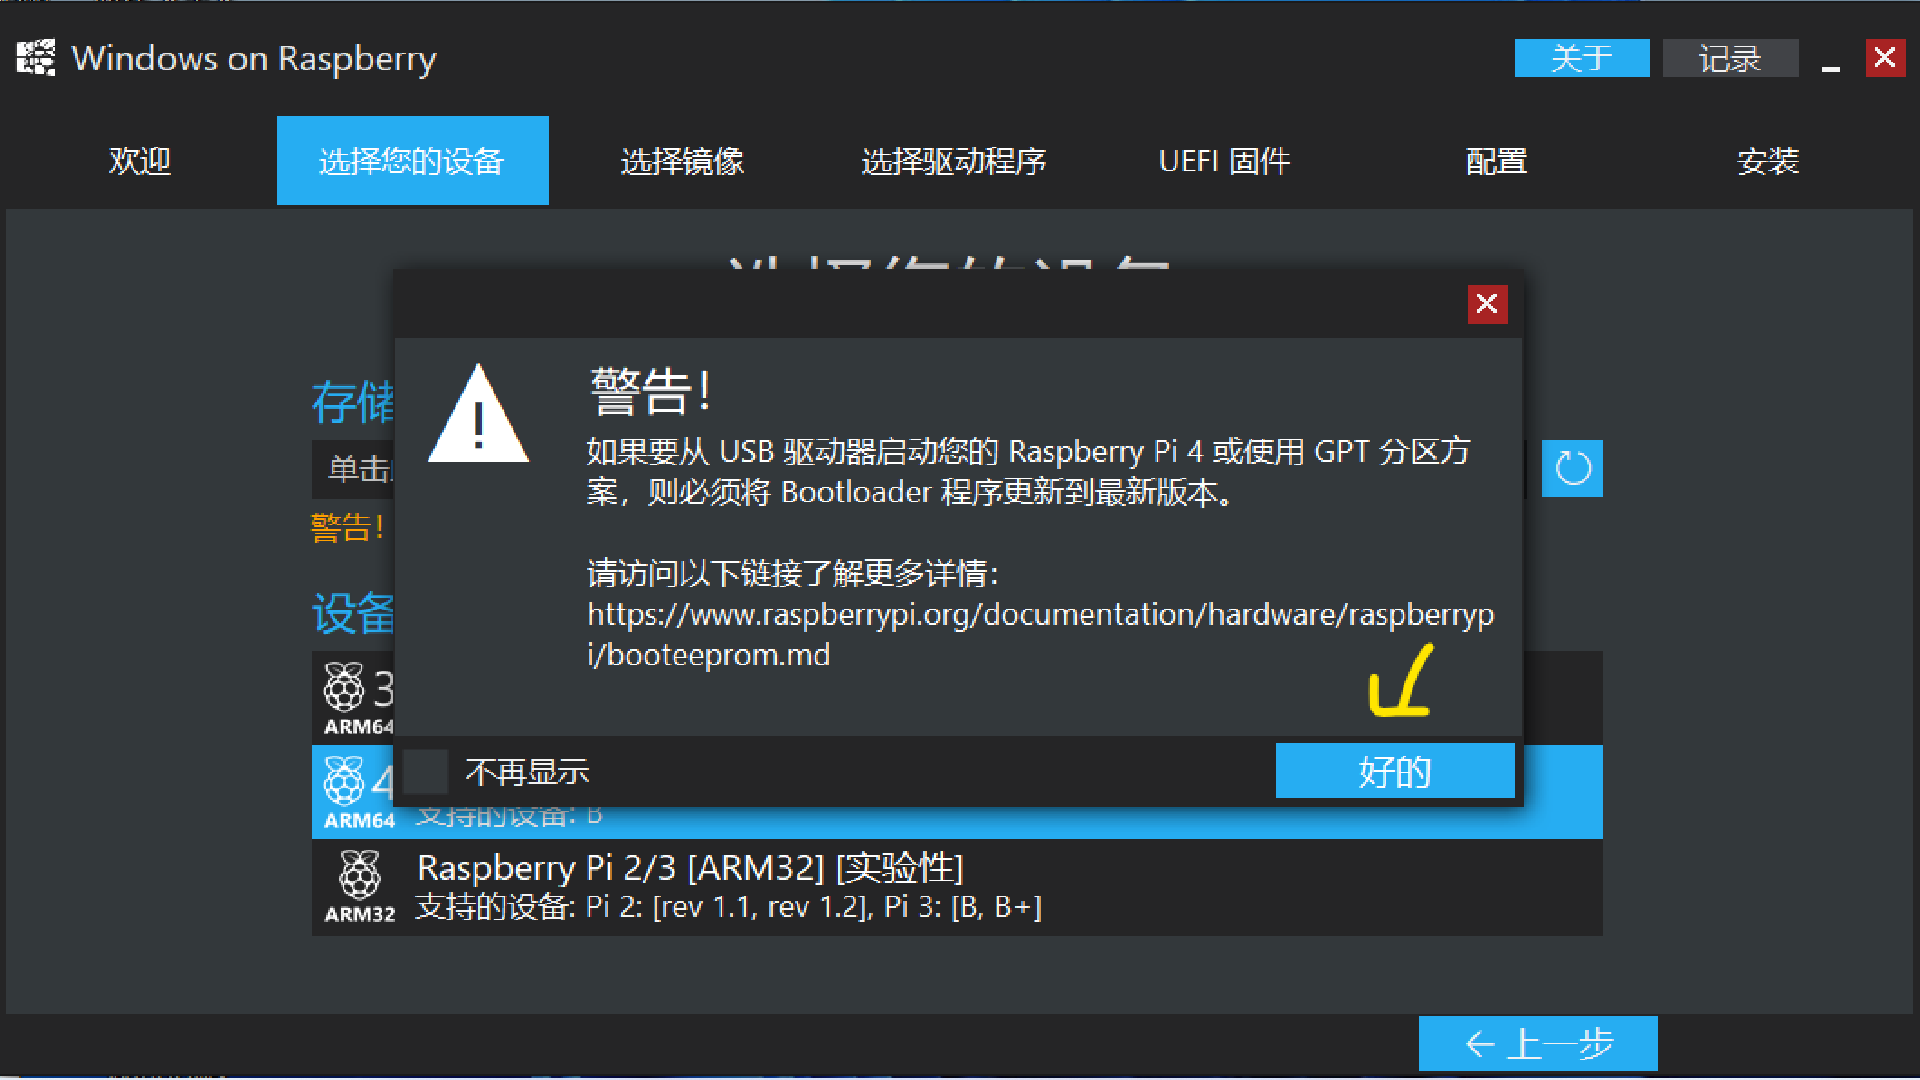 Windows on Raspberry
关于
记录
欢迎
选择您的设备
选择镜像
选择驱动程序
UEFI 固件
配置
安装
选择您的设备
存储
单击
警告！
设备
警告！
如果要从 USB 驱动器启动您的 Raspberry Pi 4 或使用 GPT 分区方
案，则必须将 Bootloader 程序更新到最新版本。
请访问以下链接了解更多详情：
https://www.raspberrypi.org/documentation/hardware/raspberryp
i/booteeprom.md
不再显示
好的
3
ARM64
4
ARM64
支持的设备: B
ARM32
Raspberry Pi 2/3 [ARM32] [实验性]
支持的设备: Pi 2: [rev 1.1, rev 1.2], Pi 3: [B, B+]
上一步